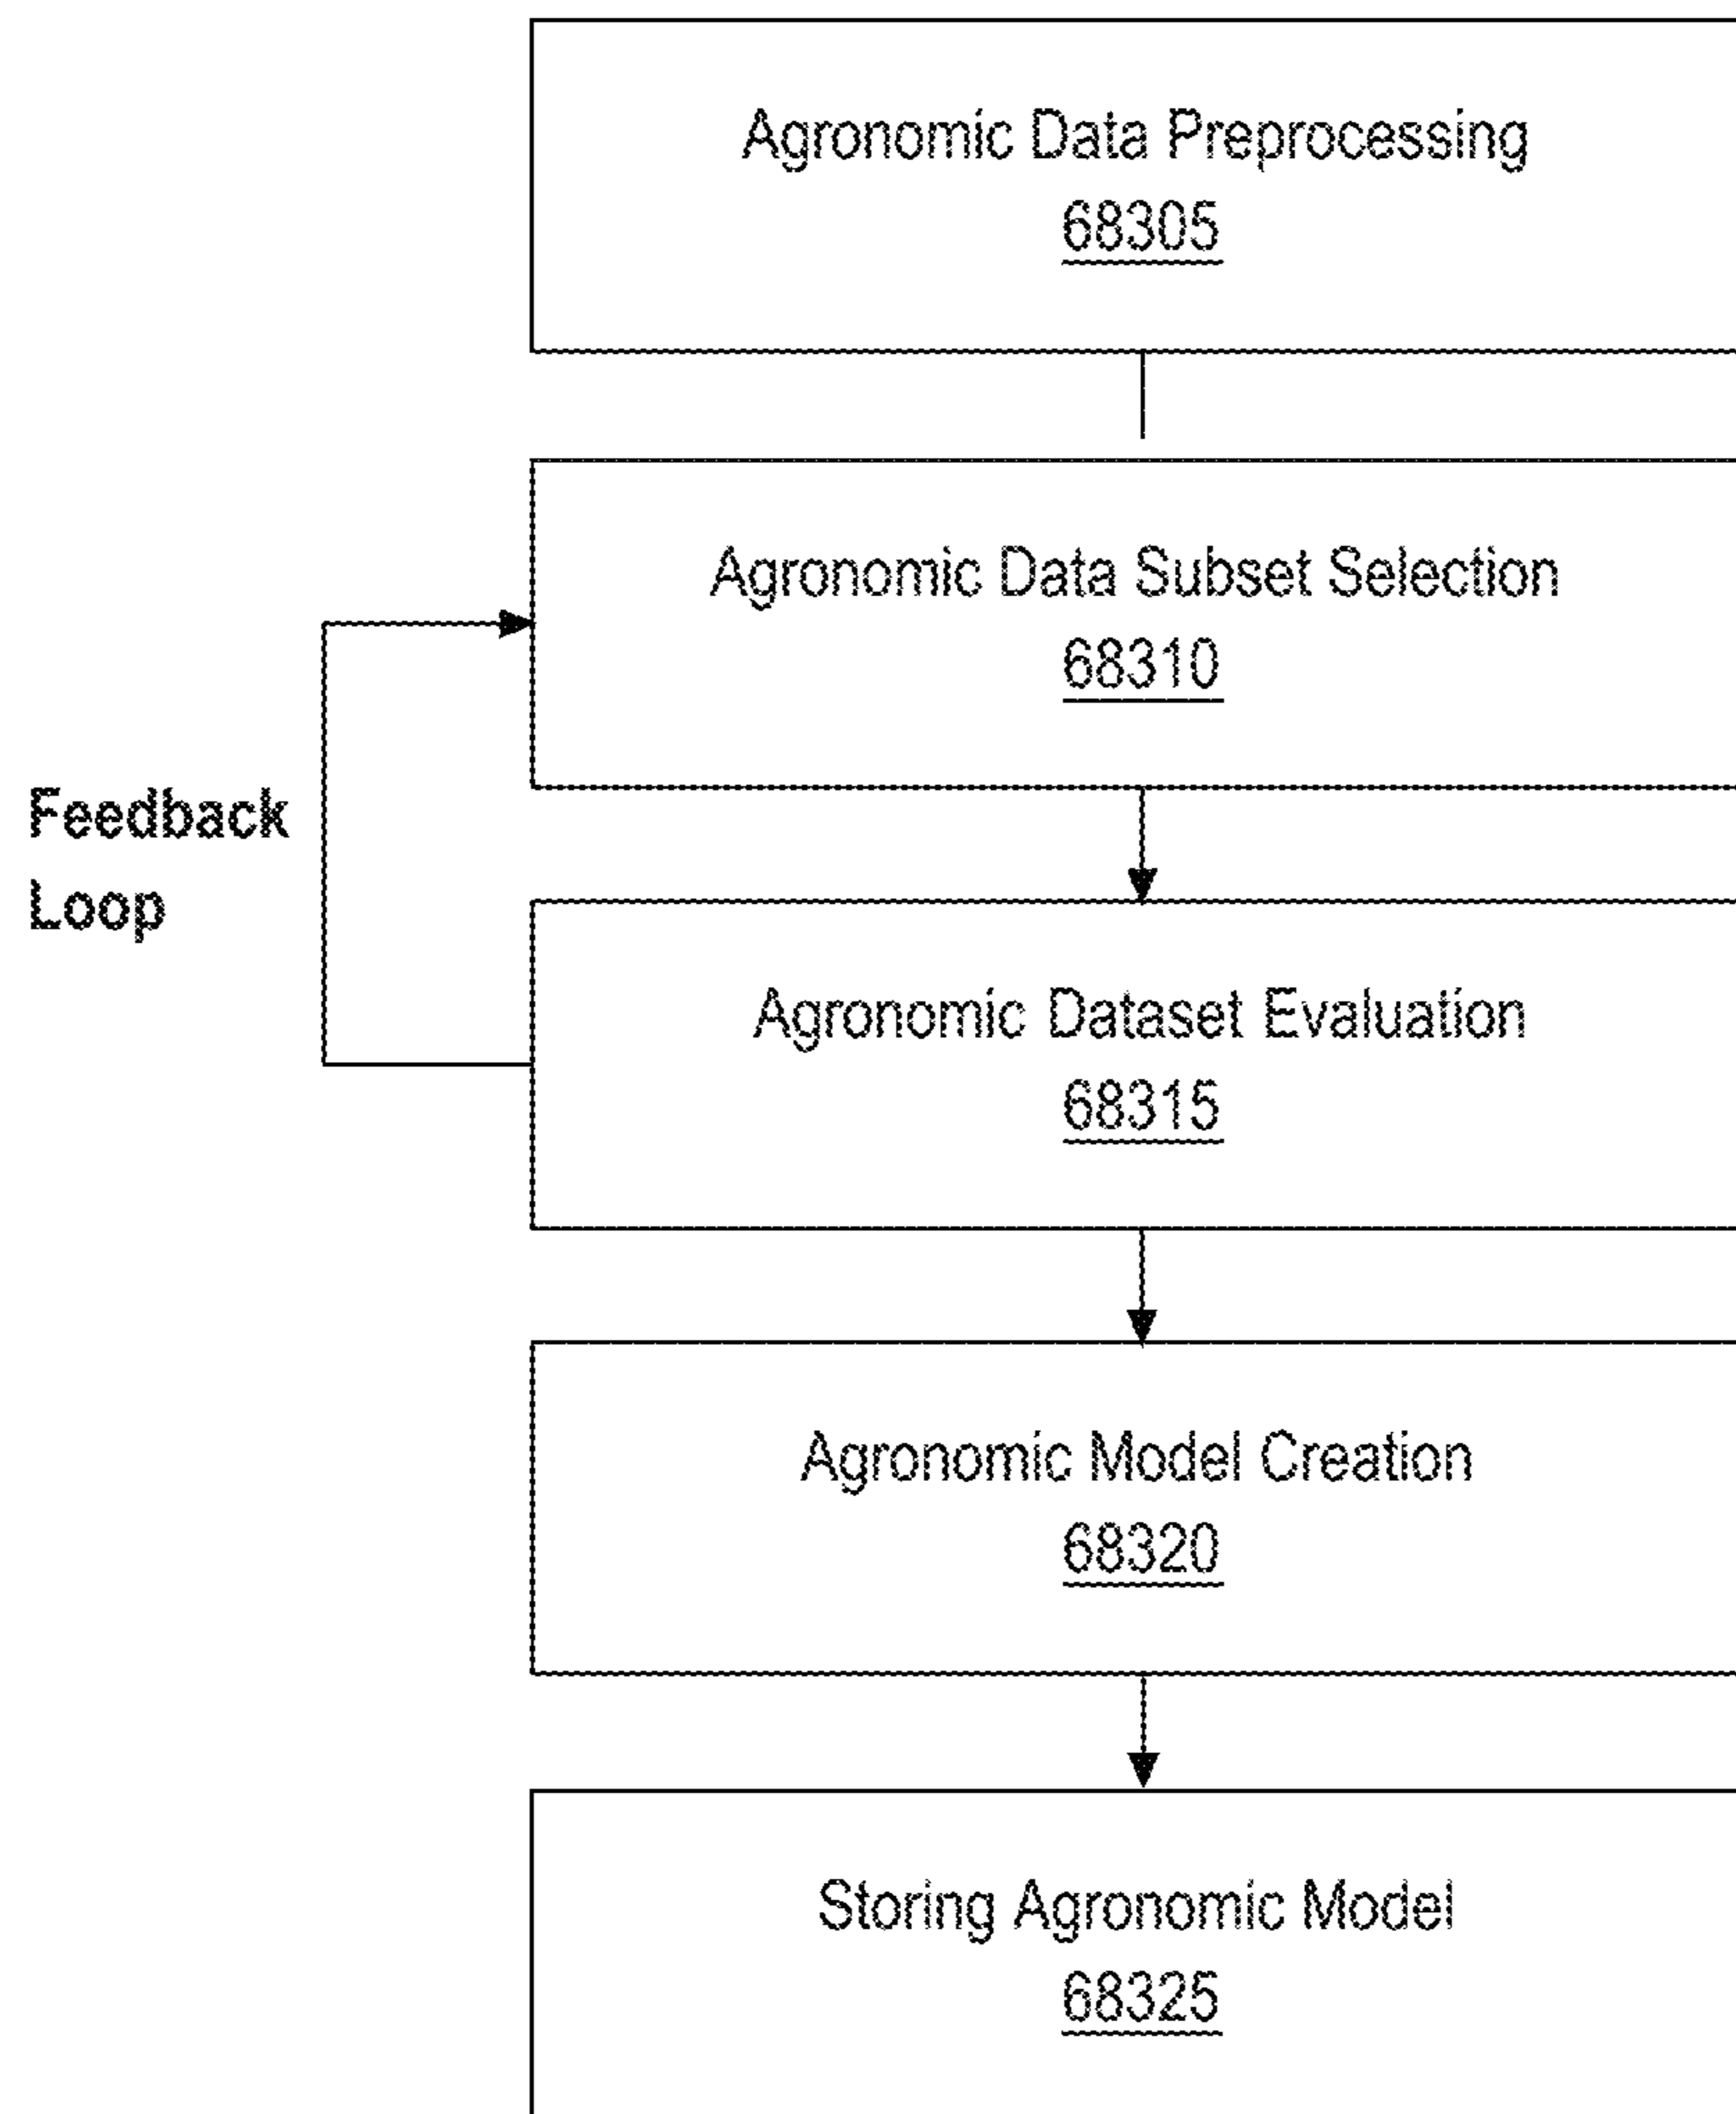 Agronomic Data Preprocessing
68305
Agronomic Data Subset Selection
68310
Feedback
Loop
Agronomic Dataset Evaluation
68315
Agronomic Model Creation
68320
Storing Agronomic Model
68325